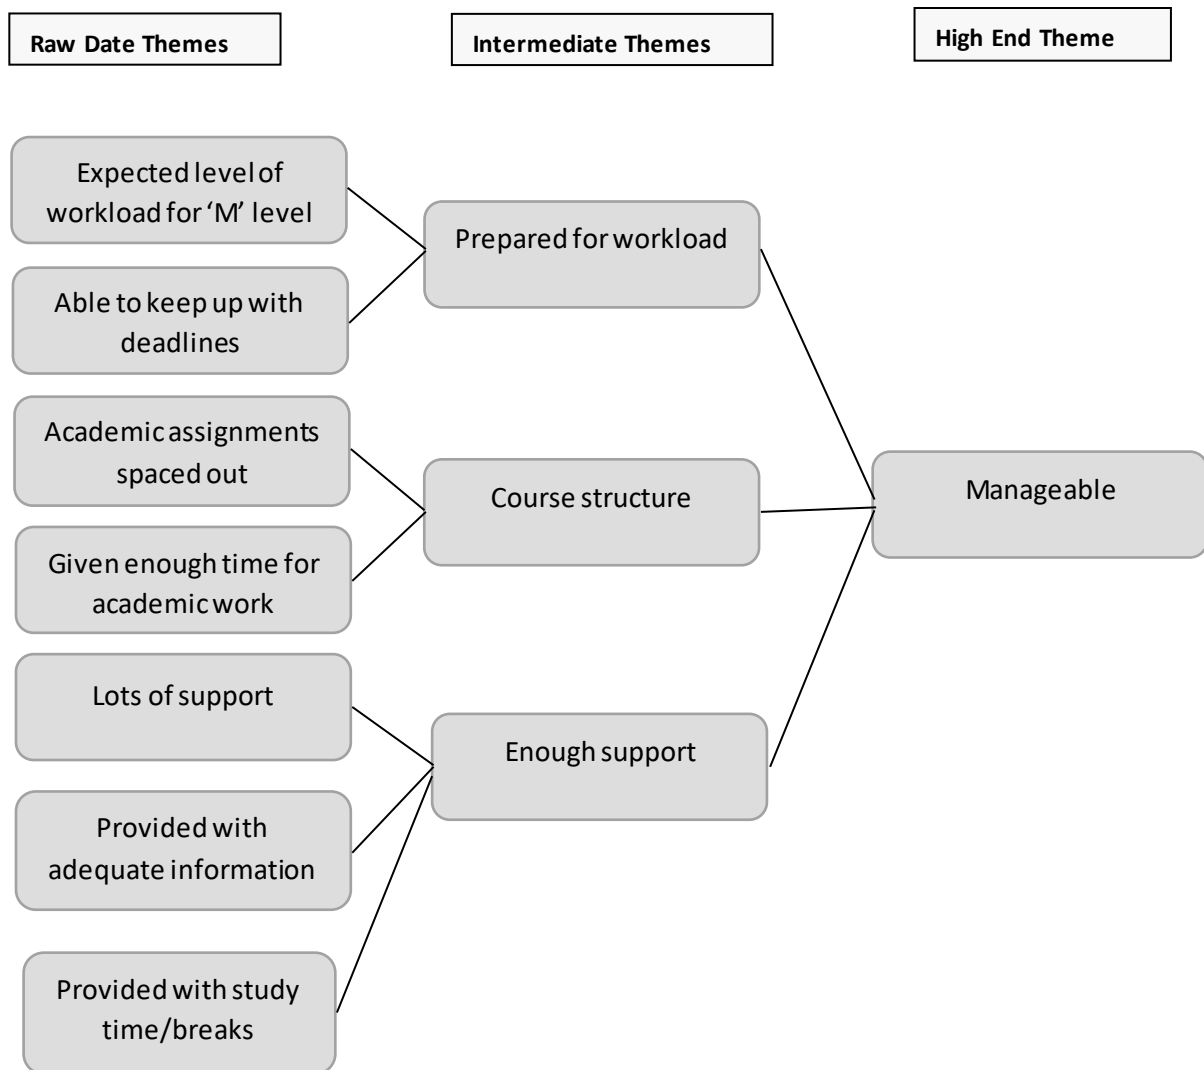 Raw Date Themes
Intermediate Themes
High End Theme
Expected level of
workload for ‘M’ level
Able to keep up with
deadlines
Academic assignments
spaced out
Given enough time for
academic work
Lots of support
Provided with
adequate information
Provided with study
time/breaks
Prepared for workload
Course structure
Enough support
Manageable